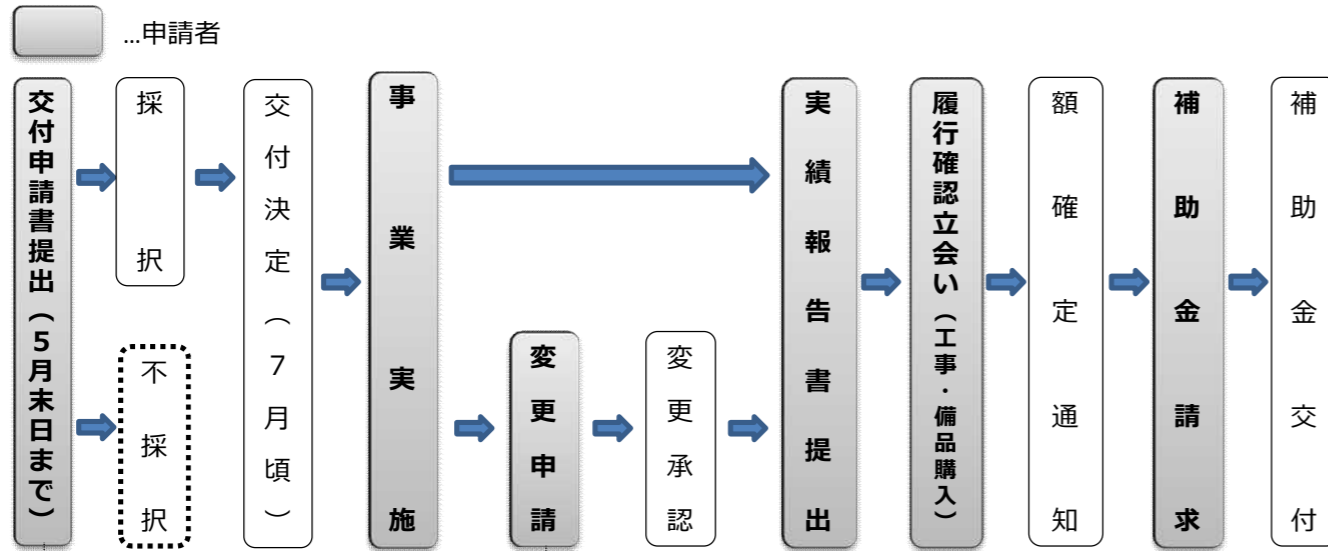 …申請者
交付申請書提出（５月末日まで）
採択
不採択
交付決定（７月頃）
事業実施
変更申請
変更承認
実績報告書提出
履行確認立会い（工事・備品購入）
額確定通知
補助金請求
補助金交付